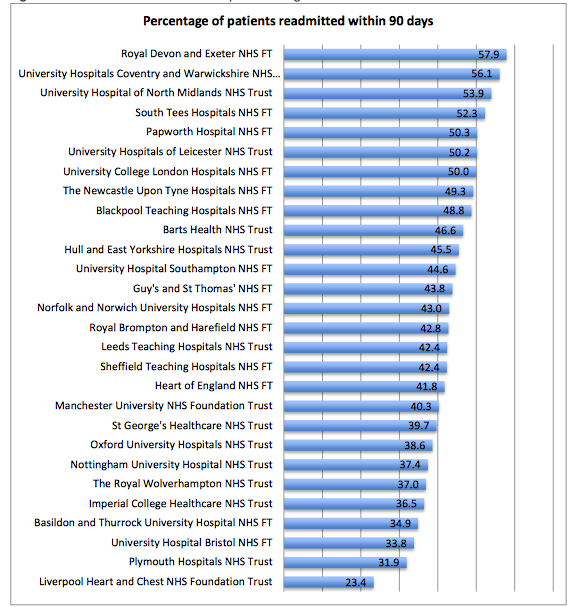 Percentage of patients readmitted within 90 days
Royal Devon and Exeter NHS FT 57.9
University Hospitals Coventry and Warwickshire NHS... 56.1
University Hospital of North Midlands NHS Trust 53.9
South Tees Hospitals NHS FT 52.3
Papworth Hospital NHS FT 50.3
University Hospitals of Leicester NHS Trust 50.2
University College London Hospitals NHS FT 50.0
The Newcastle Upon Tyne Hospitals NHS FT 49.3
Blackpool Teaching Hospitals NHS FT 48.8
Barts Health NHS Trust 46.6
Hull and East Yorkshire Hospitals NHS Trust 45.5
University Hospital Southampton NHS FT 44.6
Guy's and St Thomas' NHS FT 43.8
Norfolk and Norwich University Hospitals NHS FT 43.0
Royal Brompton and Harefield NHS FT 42.8
Leeds Teaching Hospitals NHS Trust 42.4
Sheffield Teaching Hospitals NHS FT 42.4
Heart of England NHS FT 41.8
Manchester University NHS Foundation Trust 40.3
St George's Healthcare NHS Trust 39.7
Oxford University Hospitals NHS Trust 38.6
Nottingham University Hospital NHS Trust 37.4
The Royal Wolverhampton NHS Trust 37.0
Imperial College Healthcare NHS Trust 36.5
Basildon and Thurrock University Hospital NHS FT 34.9
University Hospital Bristol NHS FT 33.8
Plymouth Hospitals NHS Trust 31.9
Liverpool Heart and Chest NHS Foundation Trust 23.4